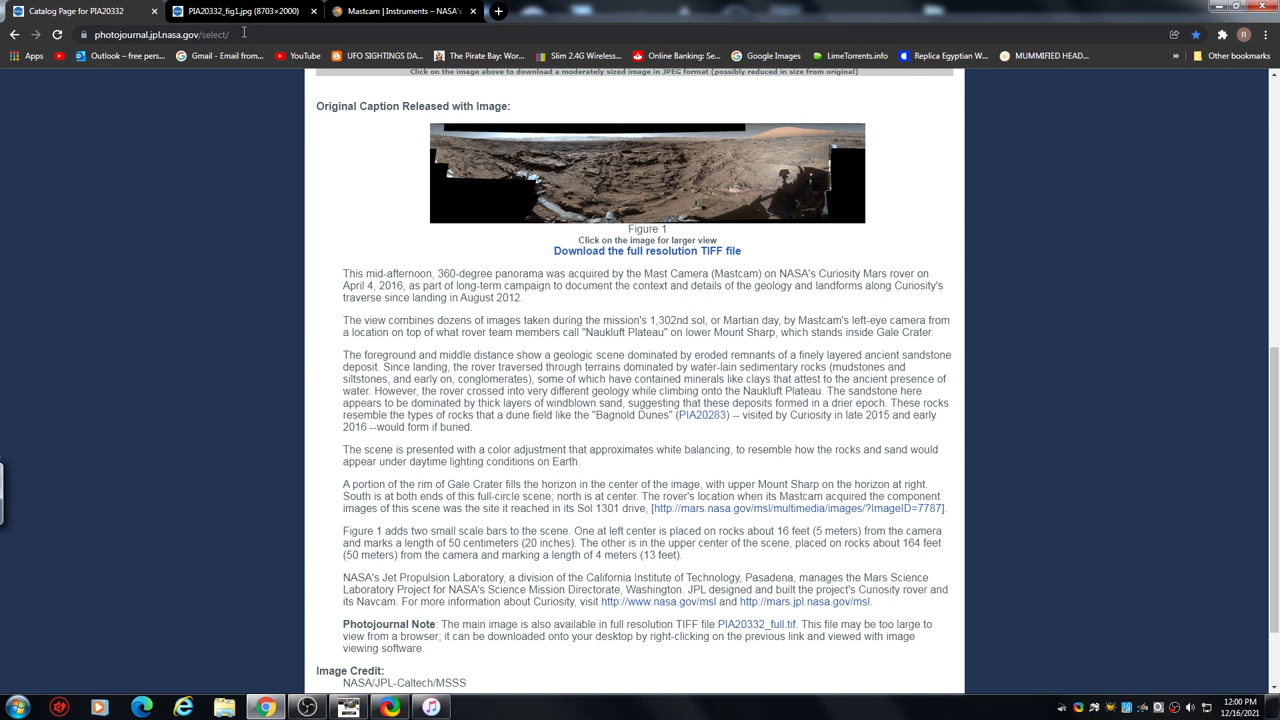 Catalog Page for PIA20332
PIA20332_fig1.jpg (8703×2000)
NASA's
photojournal.jpl.nasa.gov/select/
R
Apps
Outlook – free pers...
Gmail - Email from...
YouTube
UFO SIGHTINGS DA...
The Pirate Bay: Wor...
Slim 2.4G Wireless...
Online Banking: Se...
Google Images
LimeTorrents.info
Replica Egyptian W...
MUMMIFIED HEAD...
Other bookmarks
Click on the image above to download a moderately sized image in JPEG format (possibly reduced in size from original)
Original Caption Released with Image:
Figure 1
Click on the image for larger view
Download the full resolution TIFF file
This mid-afternoon, 360-degree panorama was acquired by the Mast Camera (Mastcam) on NASA's Curiosity Mars rover on
April 4, 2016, as part of long-term campaign to document the context and details of the geology and landforms along Curiosity's
traverse since landing in August 2012.
The view combines dozens of images taken during the mission's 1,302nd sol, or Martian day, by Mastcam's left-eye camera from
a location on top of what rover team members call "Naukluft Plateau" on lower Mount Sharp, which stands inside Gale Crater.
The foreground and middle distance show a geologic scene dominated by eroded remnants of a finely layered ancient sandstone
deposit. Since landing, the rover traversed through terrains dominated by water-lain sedimentary rocks (mudstones and
siltstones, and early on, conglomerates), some of which have contained minerals like clays that attest to the ancient presence of
water. However, the rover crossed into very different geology while climbing onto the Naukluft Plateau. The sandstone here
appears to be dominated by thick layers of windblown sand, suggesting that these deposits formed in a drier epoch. These rocks
resemble the types of rocks that a dune field like the "Bagnold Dunes" (PIA20283) -- visited by Curiosity in late 2015 and early
2016 --would form if buried.
The scene is presented with a color adjustment that approximates white balancing, to resemble how the rocks and sand would
appear under daytime lighting conditions on Earth.
A portion of the rim of Gale Crater fills the horizon in the center of the image, with upper Mount Sharp on the horizon at right.
South is at both ends of this full-circle scene; north is at center. The rover's location when its Mastcam acquired the component
images of this scene was the site it reached in its Sol 1301 drive, [http://mars.nasa.gov/msl/multimedia/images/?ImageID=7787].
Figure 1 adds two small scale bars to the scene. One at left center is placed on rocks about 16 feet (5 meters) from the camera
and marks a length of 50 centimeters (20 inches). The other is in the upper center of the scene, placed on rocks about 164 feet
(50 meters) from the camera and marking a length of 4 meters (13 feet).
NASA's Jet Propulsion Laboratory, a division of the California Institute of Technology, Pasadena, manages the Mars Science
Laboratory Project for NASA's Science Mission Directorate, Washington. JPL designed and built the project's Curiosity rover and
its Navcam. For more information about Curiosity, visit http://www.nasa.gov/msl and http://mars.jpl.nasa.gov/msl.
Photojournal Note: The main image is also available in full resolution TIFF file PIA20332_full.tif. This file may be too large to
view from a browser; it can be downloaded onto your desktop by right-clicking on the previous link and viewed with image
viewing software.
Image Credit:
NASA/JPL-Caltech/MSSS
12:00 PM
12/16/2021